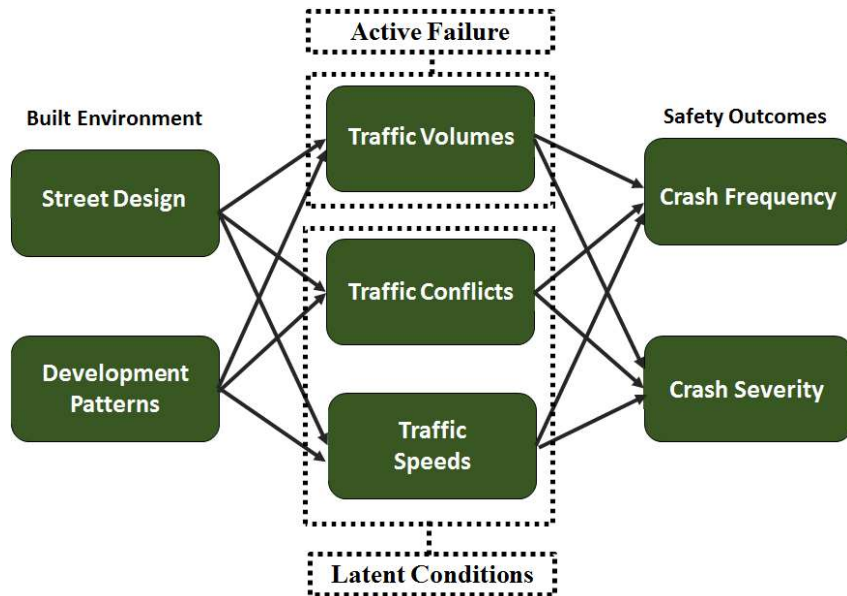 Active Failure
Built Environment
Street Design
Development
Patterns
Traffic Volumes
Traffic Conflicts
Traffic
Speeds
Safety Outcomes
Crash Frequency
Crash Severity
Latent Conditions